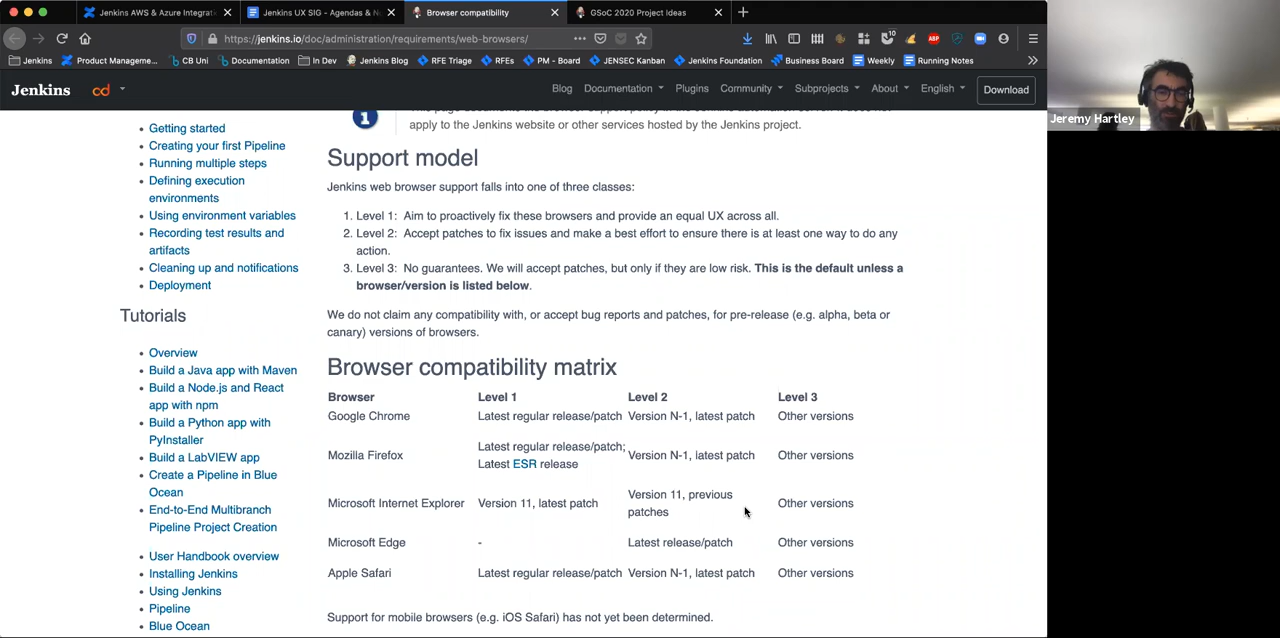 Jenkins AWS & Azure Integrati
Jenkins UX SIG - Agendas & N
Browser compatibility
GSoC 2020 Project Ideas
https://jenkins.io/doc/administration/requirements/web-browsers/
10
ABP
Jenkins
Product Manageme...
CB Uni
Documentation
In Dev
Jenkins Blog
RFE Triage
RFEs
PM - Board
JENSEC Kanban
Jenkins Foundation
Business Board
Weekly
Running Notes
Jenkins
cd
Blog
Documentation
Plugins
Community
Subprojects
About
English
Download
Jeremy Hartley
Getting started
Creating your first Pipeline
Running multiple steps
Defining execution
environments
Using environment variables
Recording test results and
artifacts
Cleaning up and notifications
Deployment
Tutorials
Overview
Build a Java app with Maven
Build a Node.js and React
app with npm
Build a Python app with
PyInstaller
Build a LabVIEW app
Create a Pipeline in Blue
Ocean
End-to-End Multibranch
Pipeline Project Creation
User Handbook overview
Installing Jenkins
Using Jenkins
Pipeline
Blue Ocean
apply to the Jenkins website or other services hosted by the Jenkins project.
Support model
Jenkins web browser support falls into one of three classes:
1. Level 1: Aim to proactively fix these browsers and provide an equal UX across all.
2. Level 2: Accept patches to fix issues and make a best effort to ensure there is at least one way to do any
action.
3. Level 3: No guarantees. We will accept patches, but only if they are low risk. This is the default unless a
browser/version is listed below.
We do not claim any compatibility with, or accept bug reports and patches, for pre-release (e.g. alpha, beta or
canary) versions of browsers.
Browser compatibility matrix
Browser Level 1 Level 2 Level 3
Google Chrome Latest regular release/patch Version N-1, latest patch Other versions
Mozilla Firefox Latest regular release/patch; Version N-1, latest patch Other versions
Latest ESR release
Microsoft Internet Explorer Version 11, latest patch Version 11, previous Other versions
patches
Microsoft Edge - Latest release/patch Other versions
Apple Safari Latest regular release/patch Version N-1, latest patch Other versions
Support for mobile browsers (e.g. iOS Safari) has not yet been determined.